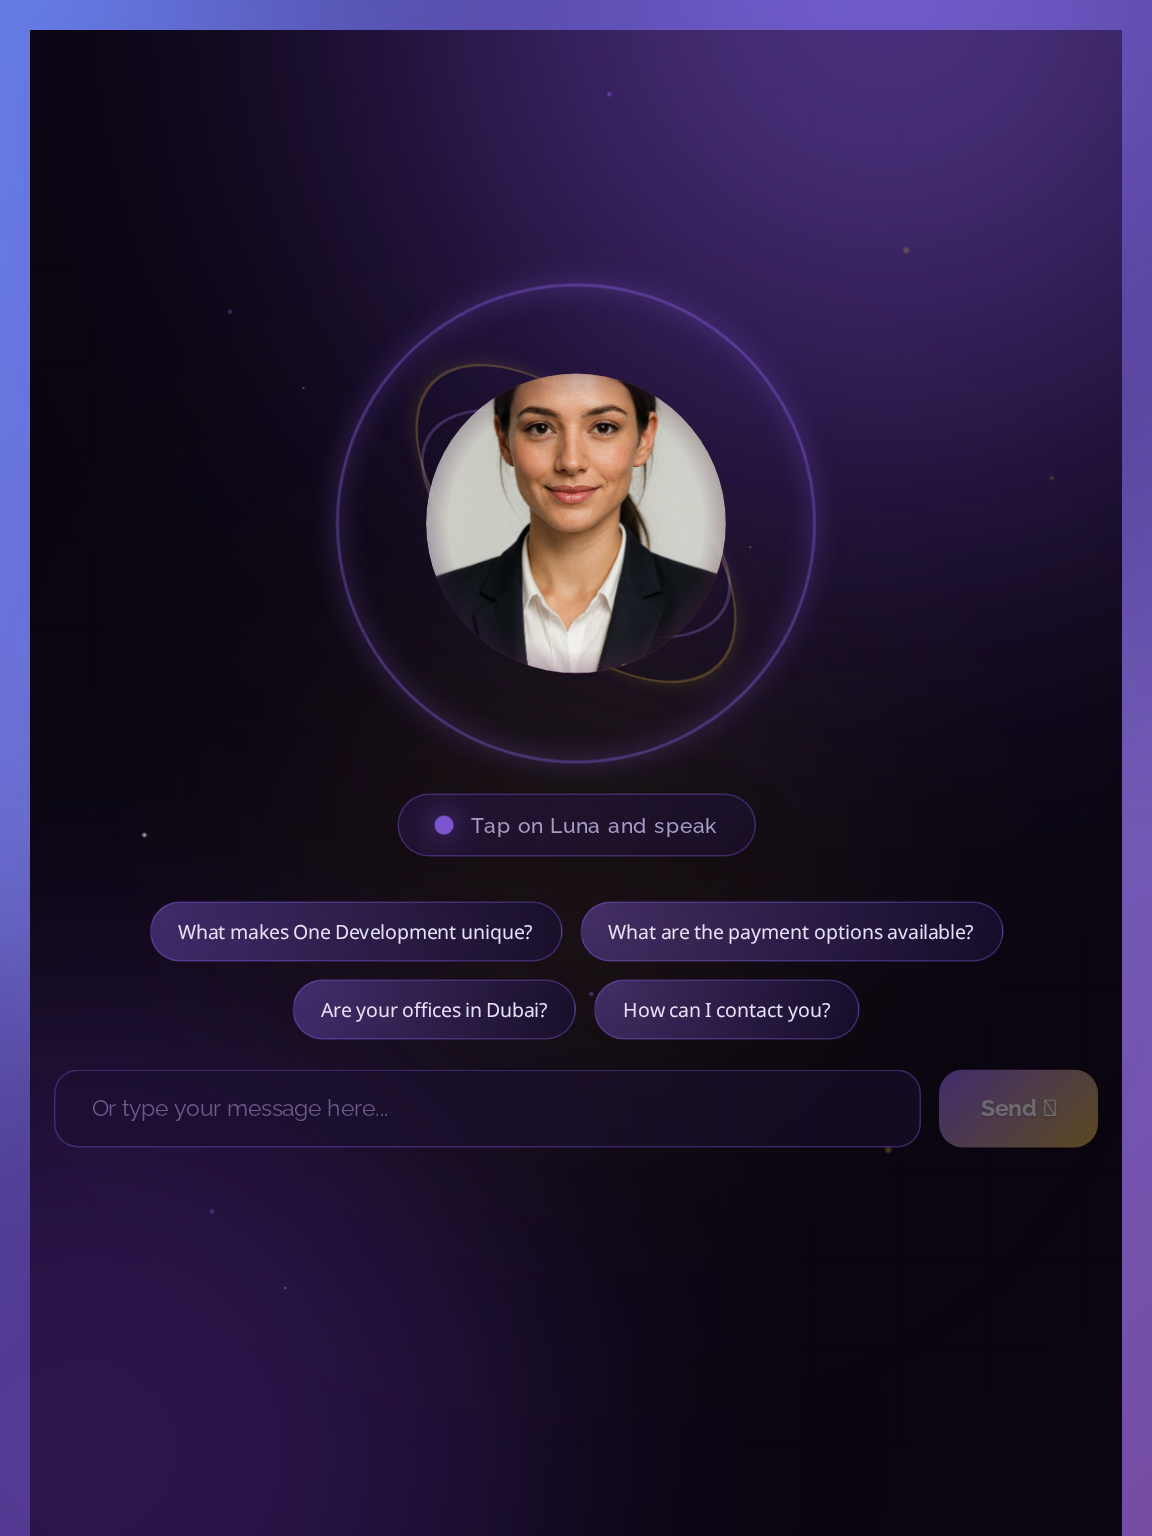 Tap on Luna and speak
What makes One Development unique?
What are the payment options available?
Are your offices in Dubai?
How can I contact you?
Or type your message here...
Send